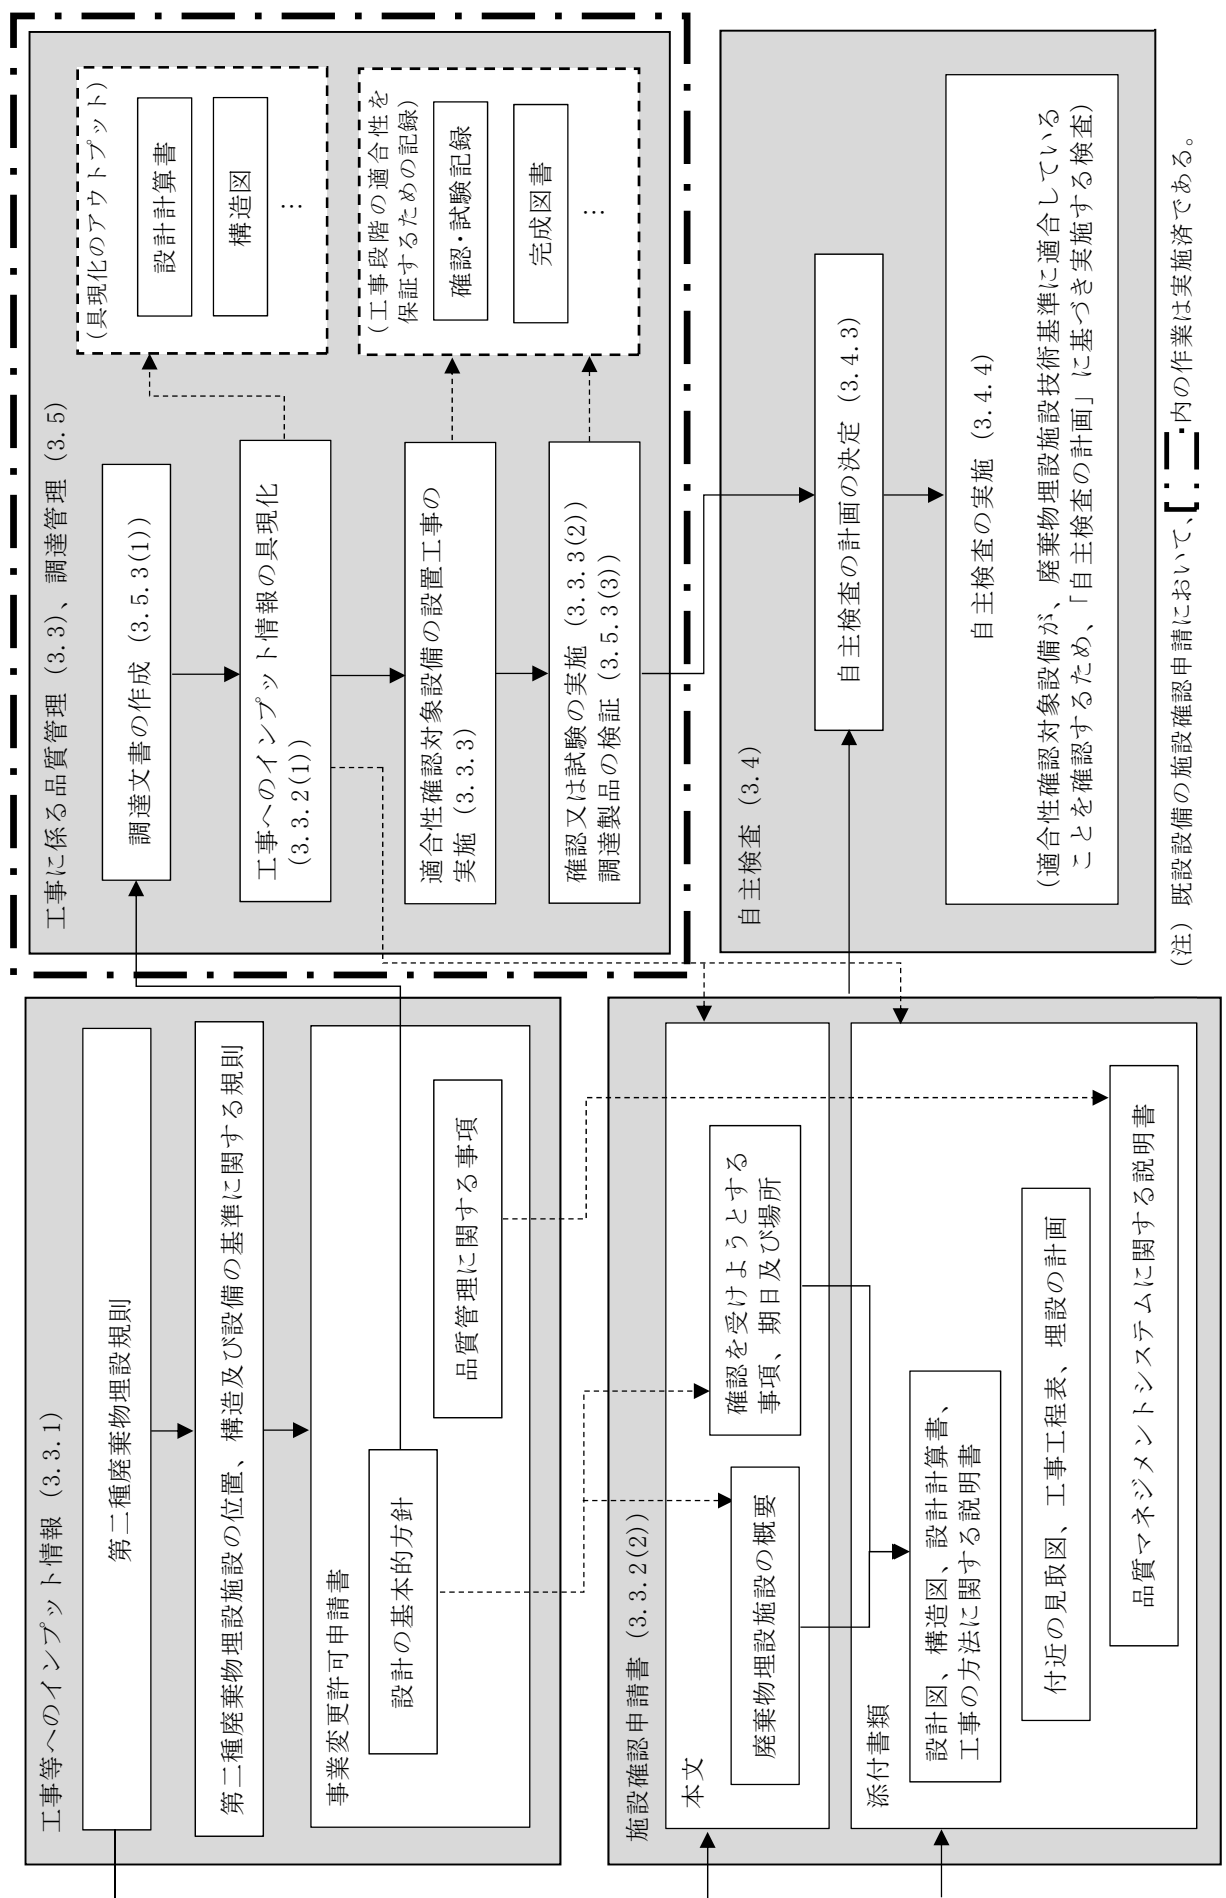 工事等へのインプット情報 (3.3.1)
第二種廃棄物埋設規則
第二種廃棄物埋設施設の位置、構造及び設備の基準に関する規則
事業変更許可申請書
設計の基本的方針
品質管理に関する事項
施設確認申請書 (3.3.2(2))
本文
廃棄物埋設施設の概要
確認を受けようとする
事項、期日及び場所
添付書類
設計図、構造図、設計計算書、
工事の方法に関する説明書
付近の見取図、工事工程表、埋設の計画
品質マネジメントシステムに関する説明書
工事に係る品質管理 (3.3)、調達管理 (3.5)
調達文書の作成 (3.5.3(1))
工事へのインプット情報の具現化
(3.3.2(1))
適合性確認対象設備の設置工事の
実施 (3.3.3)
確認又は試験の実施 (3.3.3(2))
調達製品の検証 (3.5.3(3))
(具現化のアウトプット)
設計計算書
構造図
…
(工事段階の適合性を
保証するための記録)
確認・試験記録
完成図書
…
自主検査 (3.4)
自主検査の計画の決定 (3.4.3)
自主検査の実施 (3.4.4)
(適合性確認対象設備が、廃棄物埋設施設技術基準に適合している
ことを確認するため、「自主検査の計画」に基づき実施する検査)
(注) 既設設備の施設確認申請において、内の作業は実施済である。